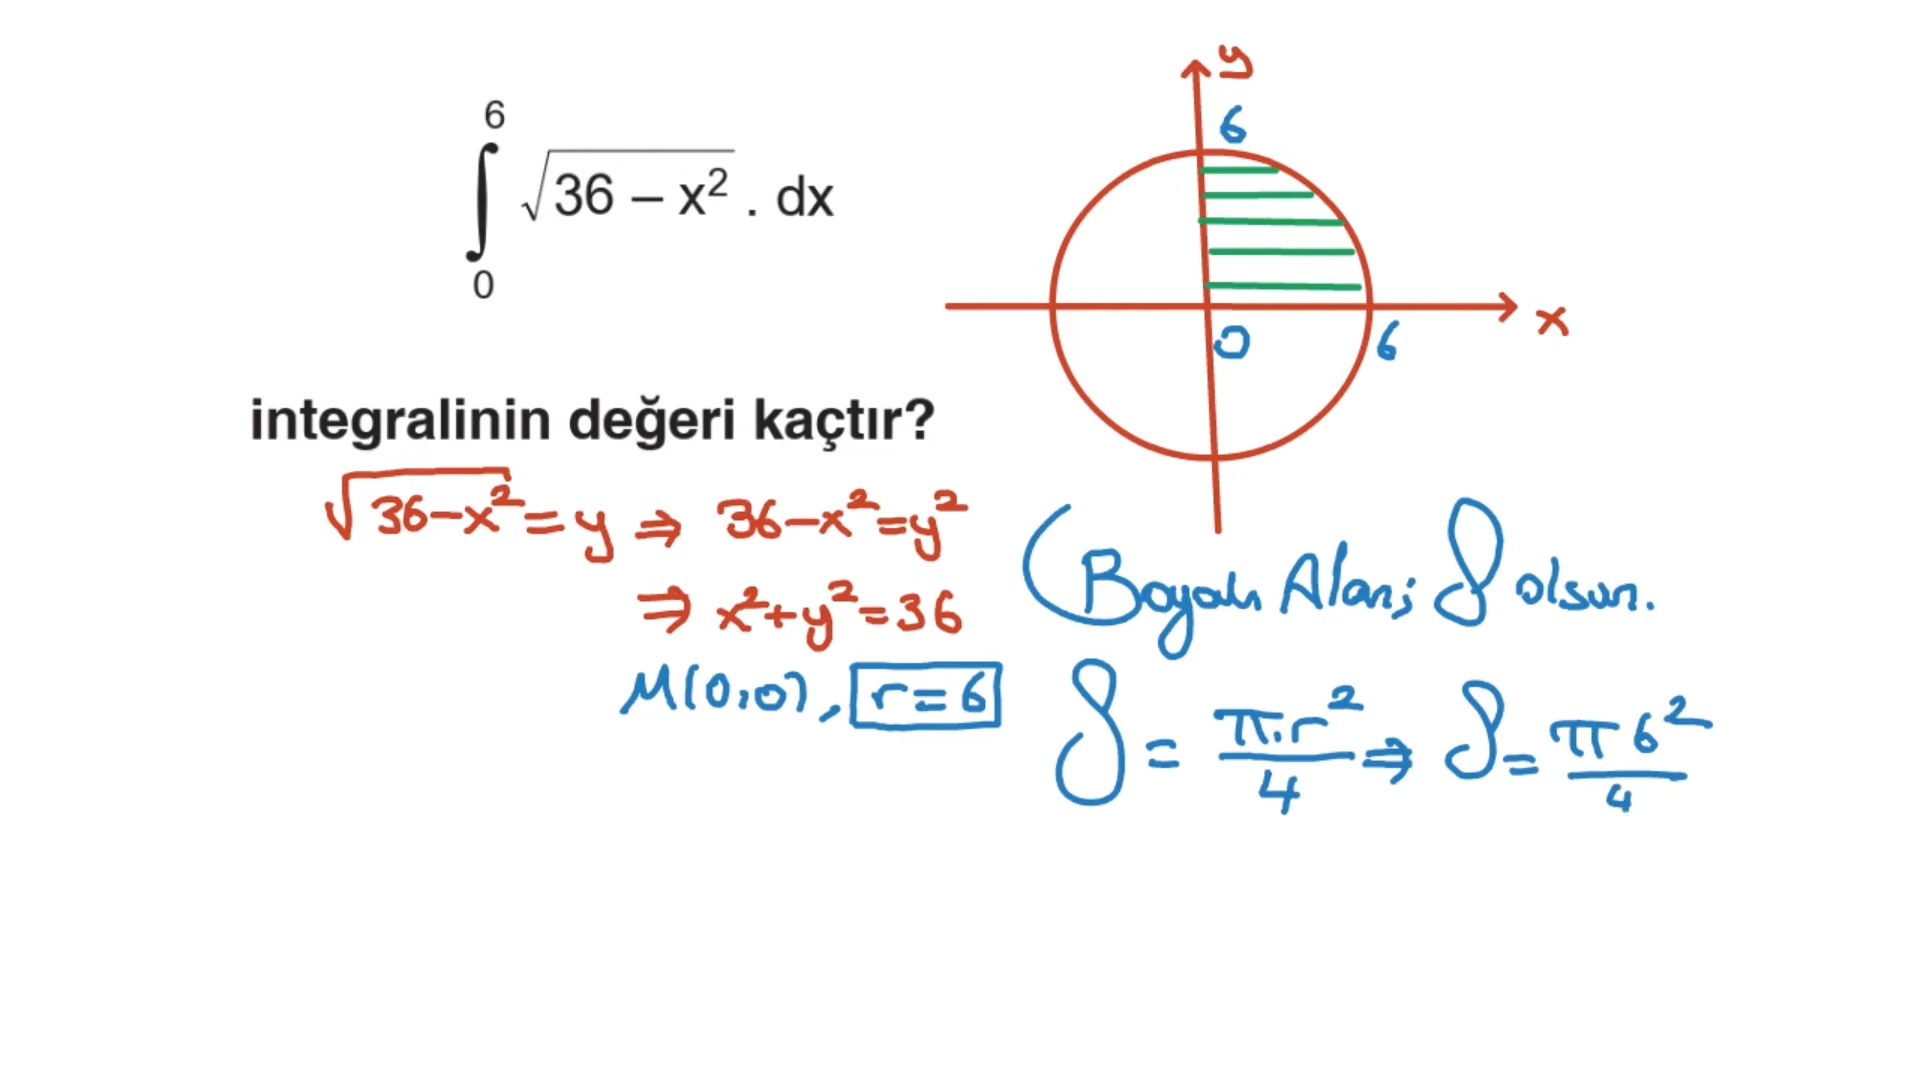 6
∫ √36 – x² . dx
0
integralinin değeri kaçtır?
√36-x² = y ⇒ 36-x²=y²
⇒ x²+y²=36
M(0,0), r=6
y
6
0
6
x
(Boyalı Alan; S olsun.
S = π.r²/4 ⇒ S = π6²/4